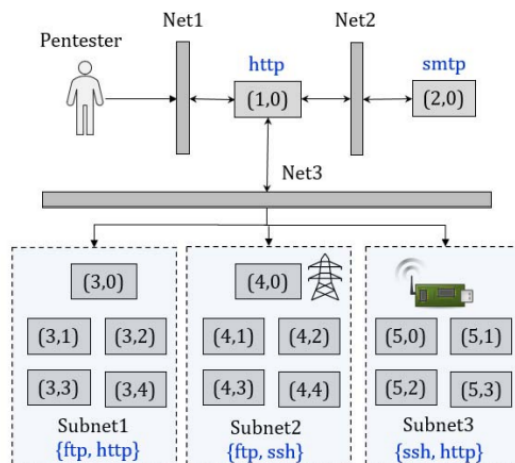 Net1
Net2
Pentester
http
smtp
(1,0)
(2,0)
Net3
(3,0)
(4,0)
(3,1)
(3,2)
(4,1)
(4,2)
(5,0)
(5,1)
(3,3)
(3,4)
(4,3)
(4,4)
(5,2)
(5,3)
Subnet1
Subnet2
Subnet3
{ftp, http}
{ftp, ssh}
{ssh, http}